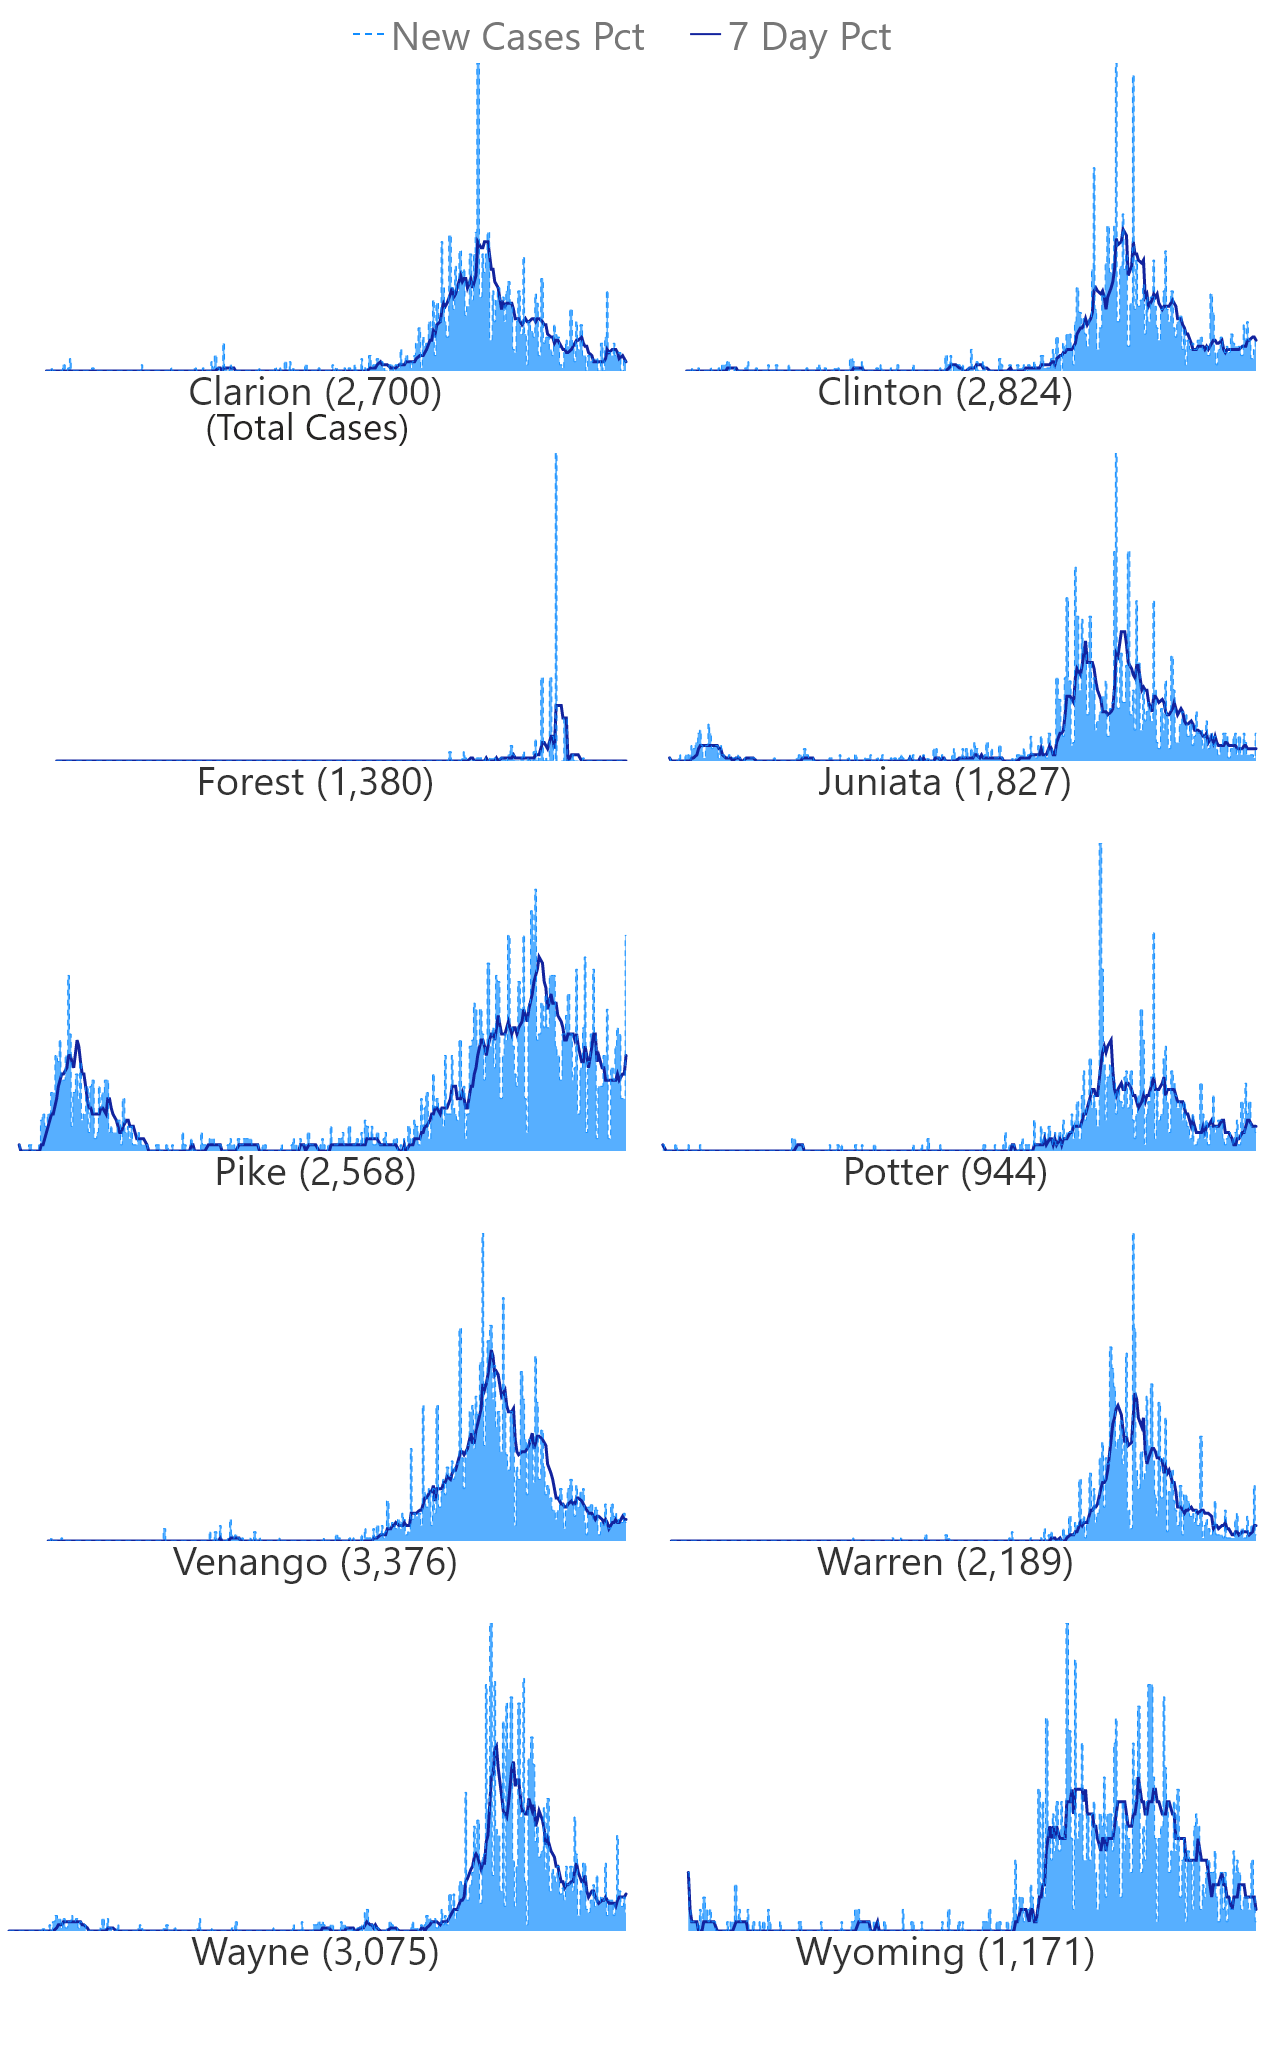 New Cases Pct 7 Day Pct
Clarion (2,700) Clinton (2,824)
(Total Cases)
Forest (1,380) Juniata (1,827)
Pike (2,568) Potter (944)
Venango (3,376) Warren (2,189)
Wayne (3,075) Wyoming (1,171)